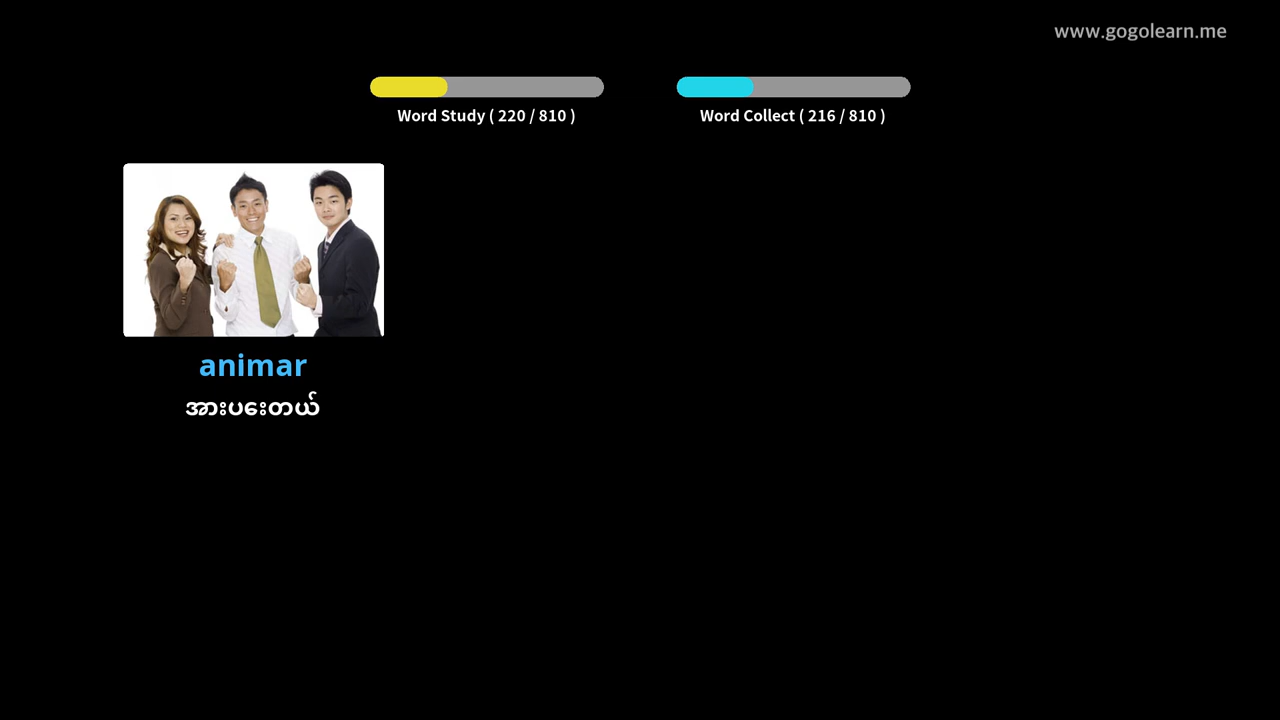 www.gogolearn.me
Word Study ( 220 / 810 )
Word Collect ( 216 / 810 )
animar
အားပေးတယ်